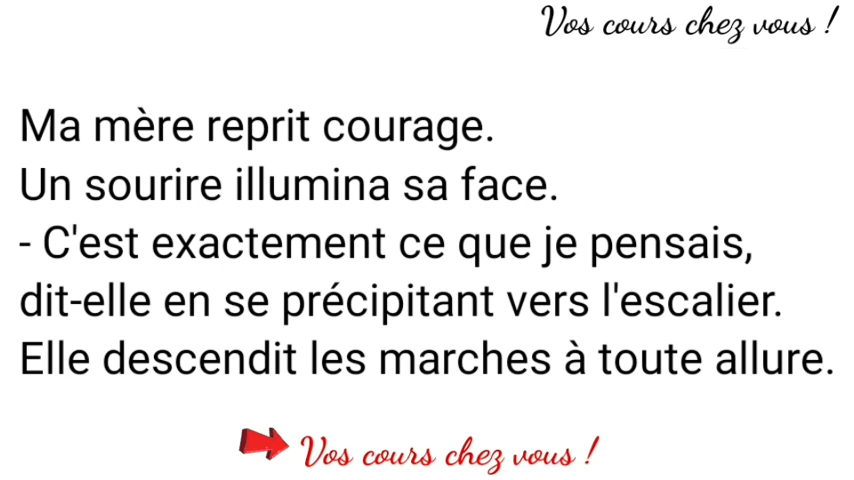 Vos cours chez vous !
Ma mère reprit courage.
Un sourire illumina sa face.
- C'est exactement ce que je pensais,
dit-elle en se précipitant vers l'escalier.
Elle descendit les marches à toute allure.
Vos cours chez vous !